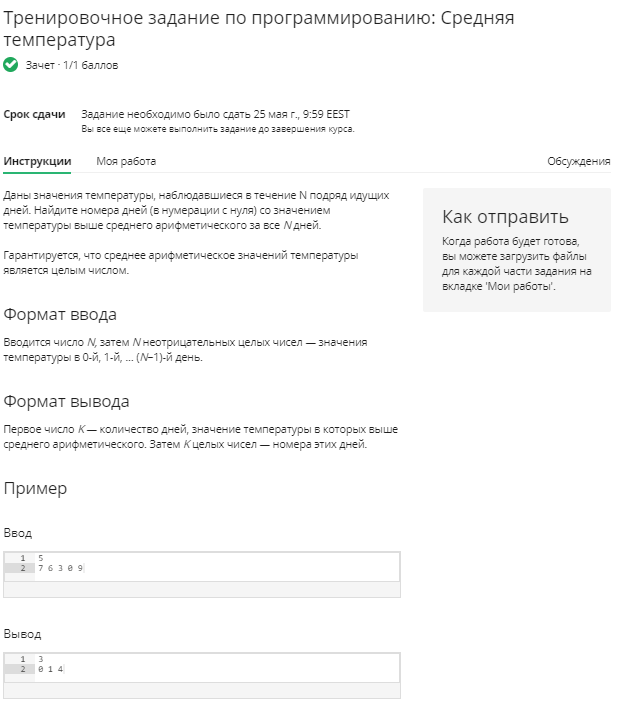 Тренировочное задание по программированию: Средняя
температура
Зачет · 1/1 баллов
Срок сдачи Задание необходимо было сдать 25 мая г., 9:59 EEST
Вы все еще можете выполнить задание до завершения курса.
Инструкции Моя работа Обсуждения
Даны значения температуры, наблюдавшиеся в течение N подряд идущих
дней. Найдите номера дней (в нумерации с нуля) со значением
температуры выше среднего арифметического за все N дней.
Гарантируется, что среднее арифметическое значений температуры
является целым числом.
Формат ввода
Вводится число N, затем N неотрицательных целых чисел — значения
температуры в 0-й, 1-й, ... (N−1)-й день.
Формат вывода
Первое число K — количество дней, значение температуры в которых выше
среднего арифметического. Затем K целых чисел — номера этих дней.
Пример
Ввод
1 5
2 7 6 3 0 9
Вывод
1 3
2 0 1 4
Как отправить
Когда работа будет готова,
вы можете загрузить файлы
для каждой части задания на
вкладке 'Мои работы'.